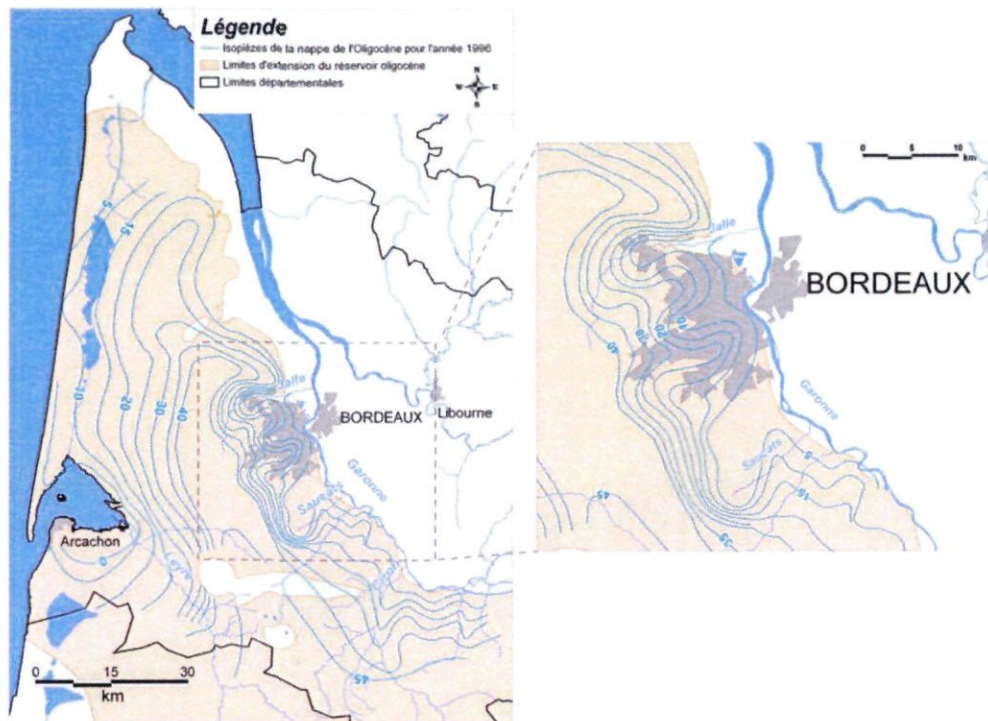 Légende
Isopièzes de la nappe de l'Oligocène pour l'année 1996
Limites d'extension du réservoir oligocène
Limites départementales
N
W E
S
0 5 10
km
5
15
Jalle
BORDEAUX
10
20
45
10
20
30
40
Jalle
BORDEAUX
Libourne
Garonne
Saucats
Garonne
Saucats
5
15
45
35
Arcachon
0
Leyre
45
0 15 30
km